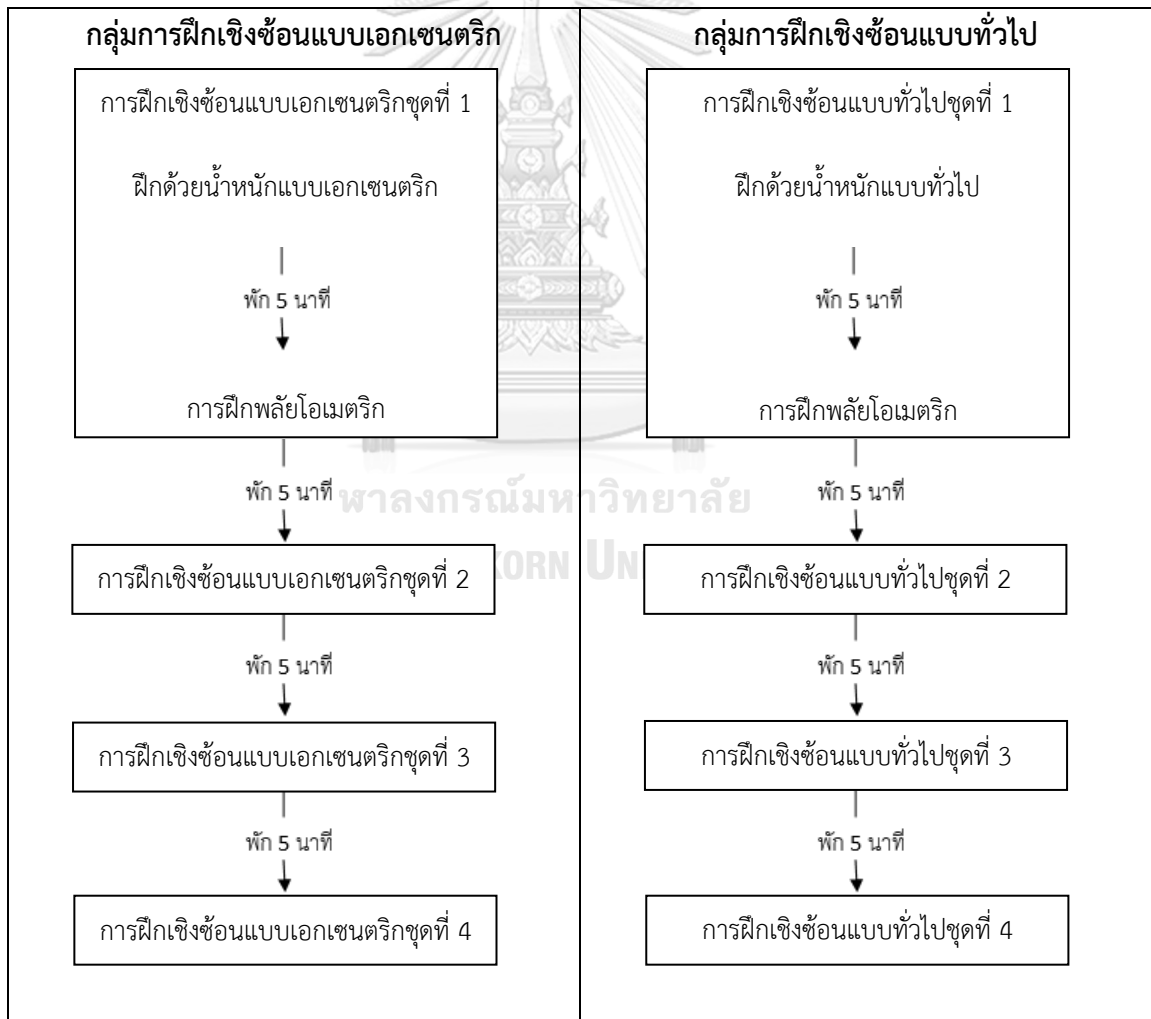 กลุ่มการฝึกเชิงซ้อนแบบเอกเซนตริก
การฝึกเชิงซ้อนแบบเอกเซนตริกชุดที่ 1
ฝึกด้วยน้ำหนักแบบเอกเซนตริก
พัก 5 นาที
การฝึกพลัยโอเมตริก
พัก 5 นาที
การฝึกเชิงซ้อนแบบเอกเซนตริกชุดที่ 2
พัก 5 นาที
การฝึกเชิงซ้อนแบบเอกเซนตริกชุดที่ 3
พัก 5 นาที
การฝึกเชิงซ้อนแบบเอกเซนตริกชุดที่ 4
กลุ่มการฝึกเชิงซ้อนแบบทั่วไป
การฝึกเชิงซ้อนแบบทั่วไปชุดที่ 1
ฝึกด้วยน้ำหนักแบบทั่วไป
พัก 5 นาที
การฝึกพลัยโอเมตริก
พัก 5 นาที
การฝึกเชิงซ้อนแบบทั่วไปชุดที่ 2
พัก 5 นาที
การฝึกเชิงซ้อนแบบทั่วไปชุดที่ 3
พัก 5 นาที
การฝึกเชิงซ้อนแบบทั่วไปชุดที่ 4
ฬาลงกรณ์มหาวิทยาลัย
KORN UN